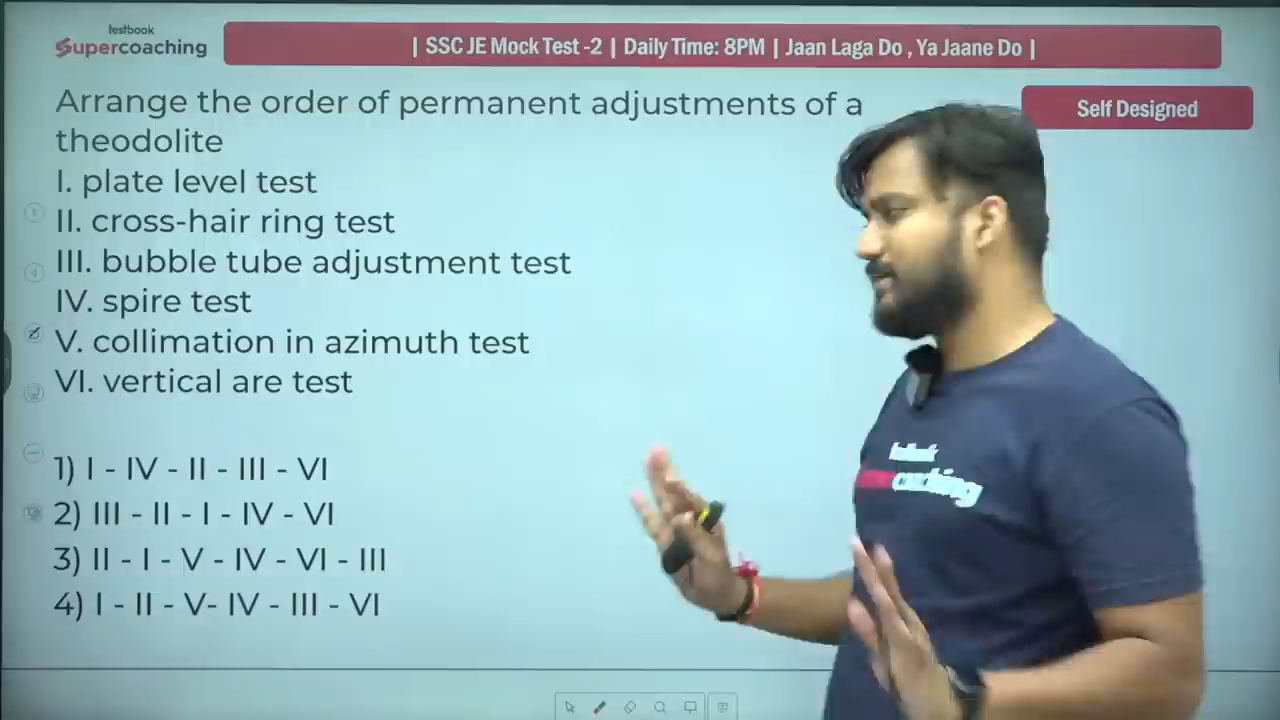 testbook
Supercoaching
| SSC JE Mock Test -2 | Daily Time: 8PM | Jaan Laga Do , Ya Jaane Do |
Self Designed
Arrange the order of permanent adjustments of a
theodolite
I. plate level test
II. cross-hair ring test
III. bubble tube adjustment test
IV. spire test
V. collimation in azimuth test
VI. vertical are test
1) I - IV - II - III - VI
2) III - II - I - IV - VI
3) II - I - V - IV - VI - III
4) I - II - V- IV - III - VI
testbook
coaching